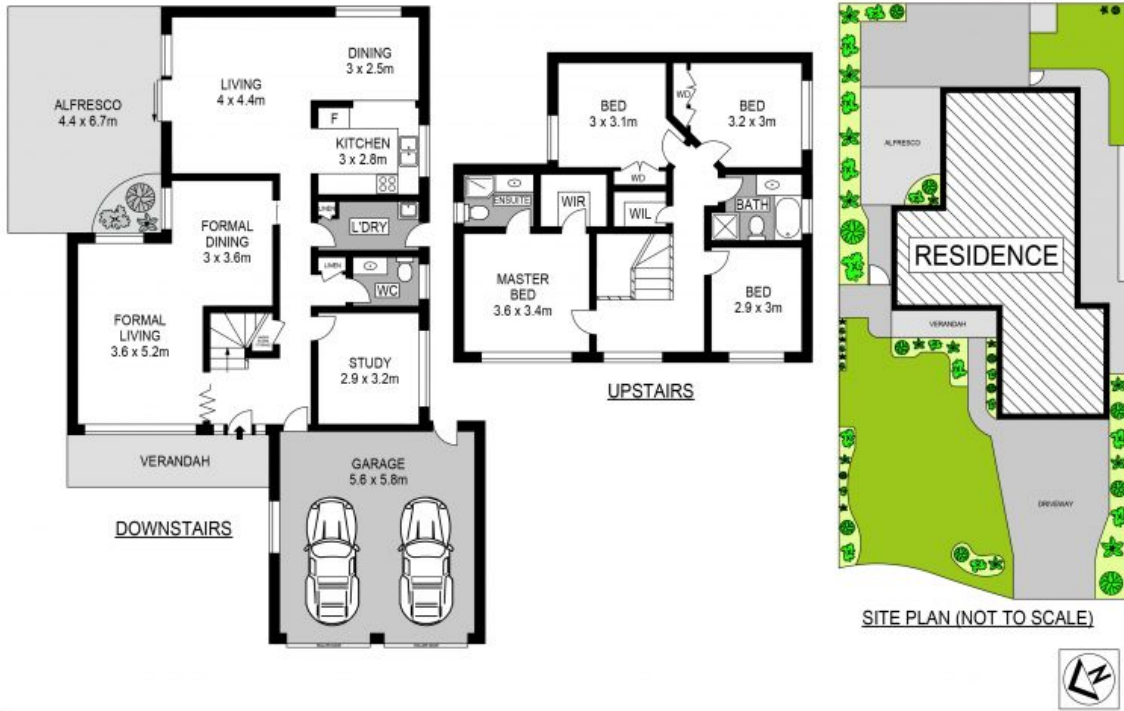 DINING
3 x 2.5m
LIVING
4 x 4.4m
ALFRESCO
4.4 x 6.7m
F
KITCHEN
3 x 2.8m
LINEN
L'DRY
FORMAL
DINING
3 x 3.6m
LINEN
WC
FORMAL
LIVING
3.6 x 5.2m
STUDY
2.9 x 3.2m
VERANDAH
GARAGE
5.6 x 5.8m
DOWNSTAIRS
BED
3 x 3.1m
WD
BED
3.2 x 3m
WD
ENSUITE
WIR
WIL
BATH
MASTER
BED
3.6 x 3.4m
BED
2.9 x 3m
UPSTAIRS
ALFRESCO
RESIDENCE
VERANDAH
DRIVEWAY
SITE PLAN (NOT TO SCALE)
N